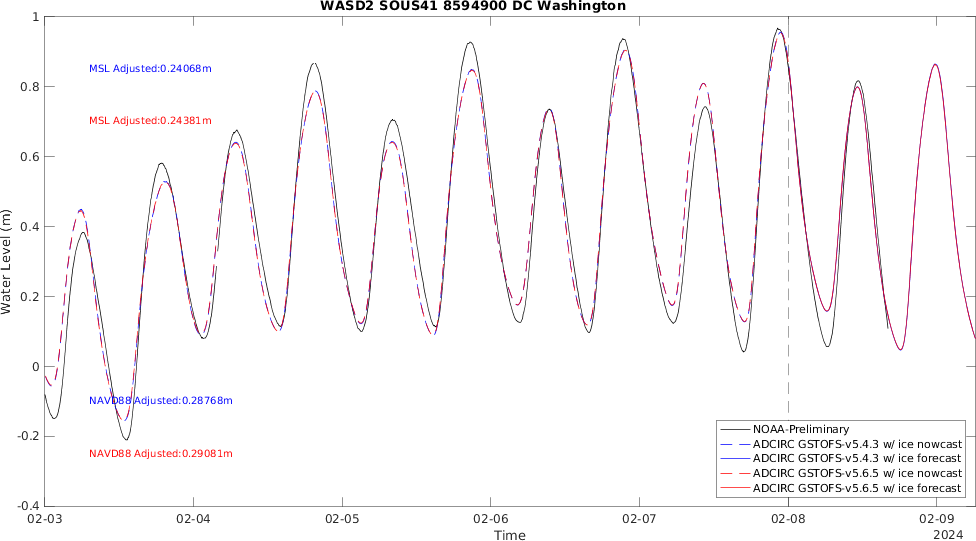 WASD2 SOUS41 8594900 DC Washington
1
0.8
0.6
0.4
0.2
0
-0.2
-0.4
Water Level (m)
MSL Adjusted:0.24068m
MSL Adjusted:0.24381m
NAVD88 Adjusted:0.28768m
NAVD88 Adjusted:0.29081m
NOAA-Preliminary
ADCIRC GSTOFS-v5.4.3 w/ ice nowcast
ADCIRC GSTOFS-v5.4.3 w/ ice forecast
ADCIRC GSTOFS-v5.6.5 w/ ice nowcast
ADCIRC GSTOFS-v5.6.5 w/ ice forecast
02-03 02-04 02-05 02-06 02-07 02-08 02-09
Time 2024